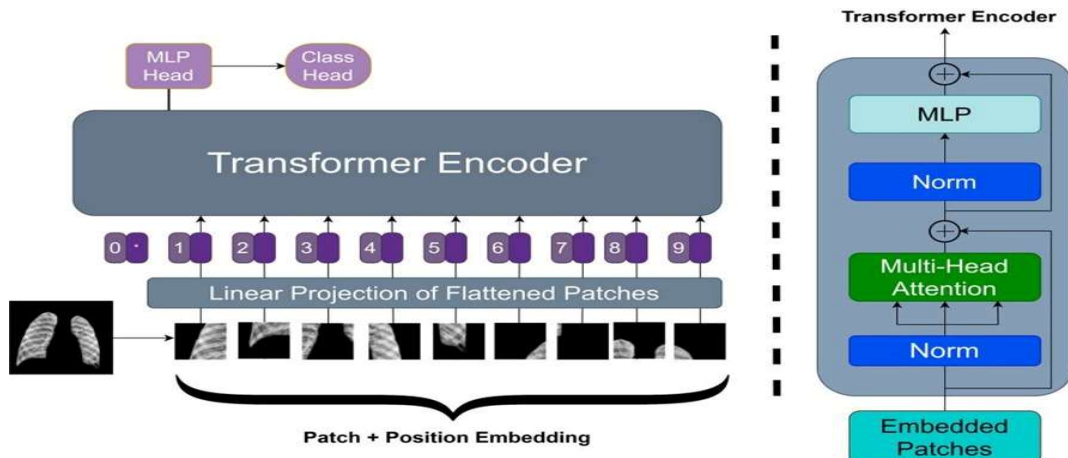 MLP
Head
Class
Head
Transformer Encoder
0 * 1 2 3 4 5 6 7 8 9
Linear Projection of Flattened Patches
Patch + Position Embedding
Transformer Encoder
MLP
Norm
Multi-Head
Attention
Norm
Embedded
Patches